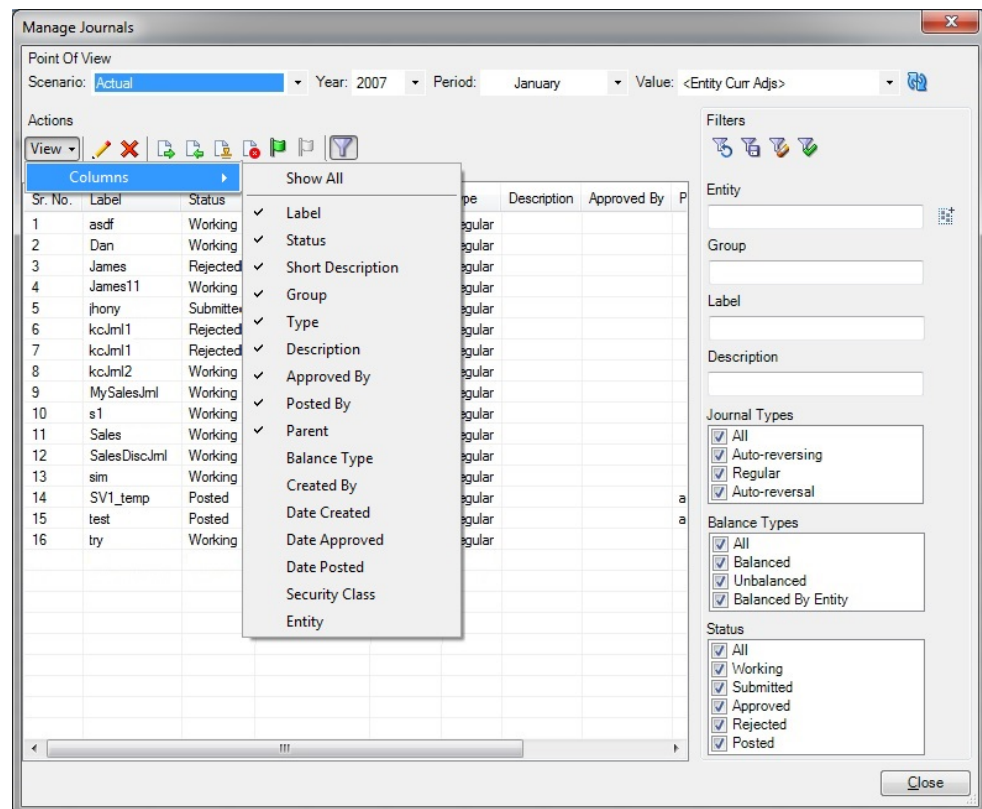 Manage Journals
Point Of View
Scenario: Actual Year: 2007 Period: January Value: <Entity Curr Adjs>
Actions
View
Columns
Show All
Label
Status
Short Description
Group
Type
Description
Approved By
Posted By
Parent
Balance Type
Created By
Date Created
Date Approved
Date Posted
Security Class
Entity
Sr. No. Label Status Description Approved By P
1 asdf Working
2 Dan Working
3 James Rejected
4 James11 Working
5 jhony
6 kcJrnl1 Rejected
7 kcJrnl1 Rejected
8 kcJrnl2 Working
9 MySalesJrnl Working
10 s1 Working
11 Sales Working
12 SalesDiscJrnl Working
13 sim Working
14 SV1_temp Posted a
15 test Posted a
16 try Working
Filters
Entity
Group
Label
Description
Journal Types
All
Auto-reversing
Regular
Auto-reversal
Balance Types
All
Balanced
Unbalanced
Balanced By Entity
Status
All
Working
Submitted
Approved
Rejected
Posted
Close